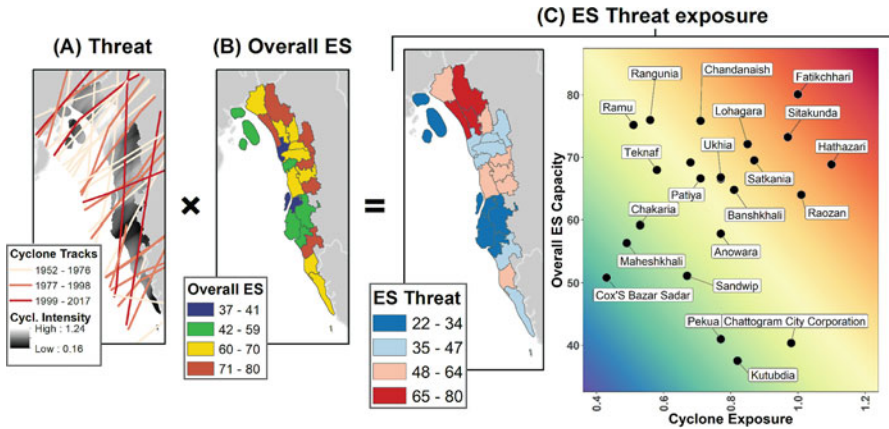 (C) ES Threat exposure
(A) Threat
(B) Overall ES
×
=
Cyclone Tracks
1952 - 1976
1977 - 1998
1999 - 2017
Cycl. Intensity
High : 1.24
Low : 0.16
Overall ES
37 - 41
42 - 59
60 - 70
71 - 80
ES Threat
22 - 34
35 - 47
48 - 64
65 - 80
Overall ES Capacity
80
70
60
50
40
Rangunia
Chandanaish
Fatikchhari
Ramu
Lohagara
Sitakunda
Teknaf
Ukhia
Hathazari
Patiya
Satkania
Banshkhali
Raozan
Chakaria
Anowara
Maheshkhali
Sandwip
Cox'S Bazar Sadar
Pekua
Chattogram City Corporation
Kutubdia
0.4
0.6
0.8
1.0
1.2
Cyclone Exposure